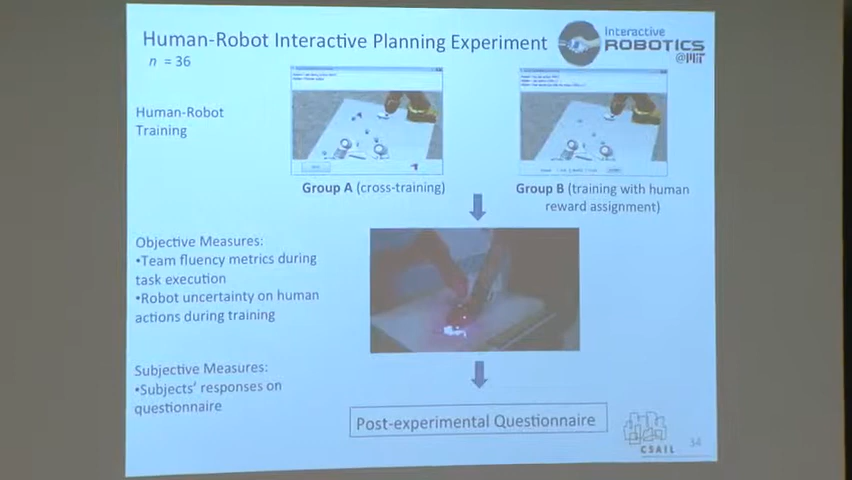 Human-Robot Interactive Planning Experiment
Interactive
ROBOTICS
@MIT
n = 36
Human-Robot
Training
Group A (cross-training)
Group B (training with human
reward assignment)
Objective Measures:
•Team fluency metrics during
task execution
•Robot uncertainty on human
actions during training
Subjective Measures:
•Subjects' responses on
questionnaire
Post-experimental Questionnaire
CSAIL
34